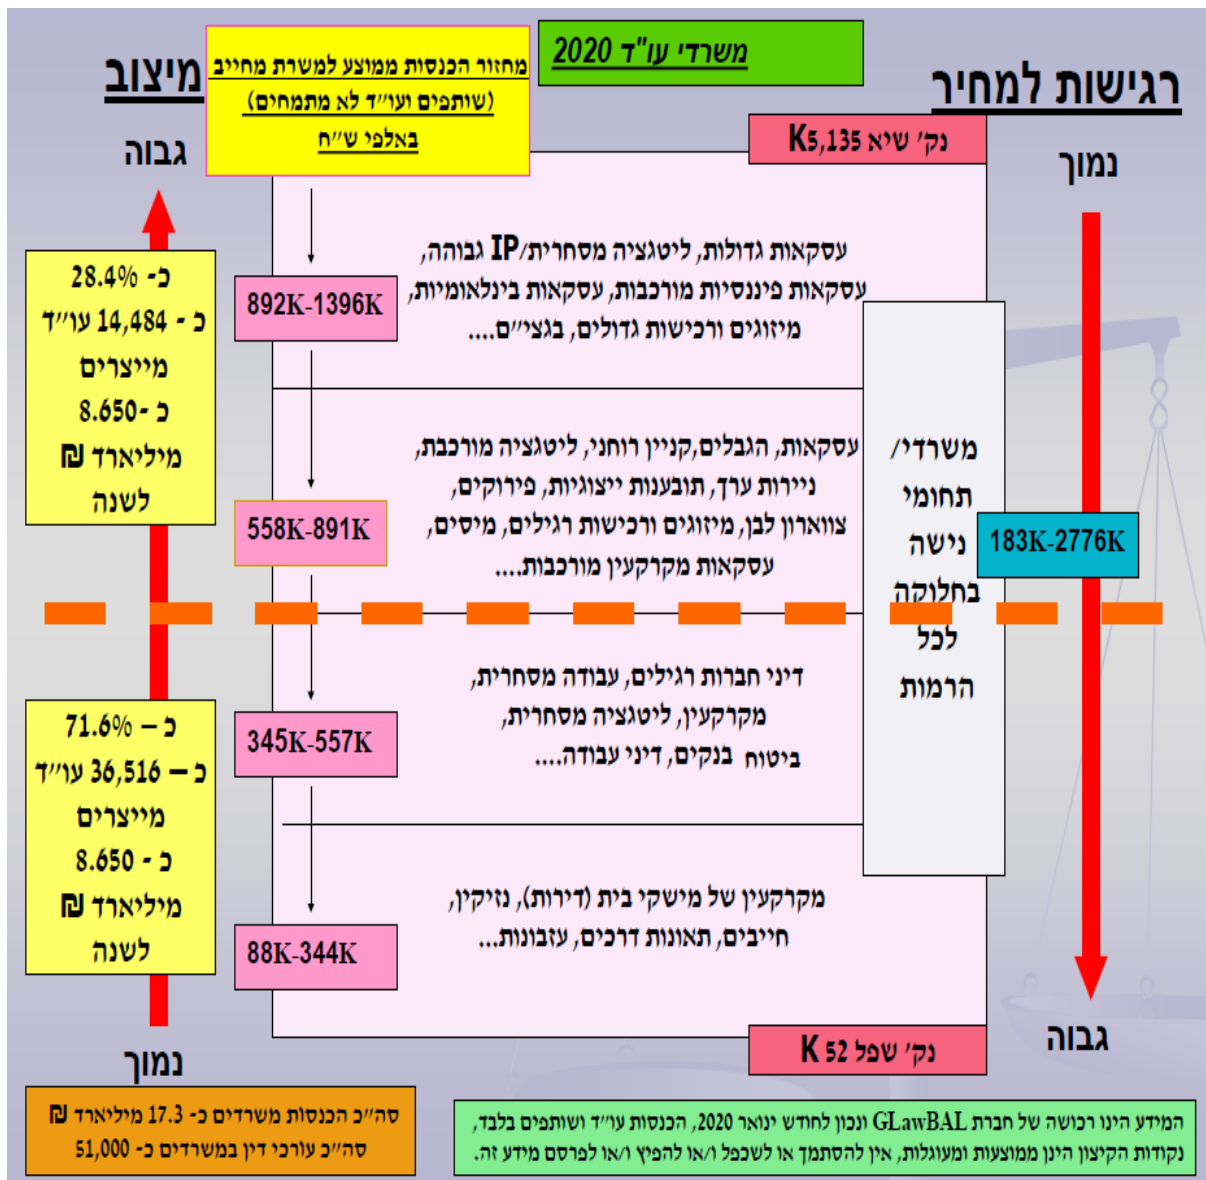 משרדי עו"ד 2020
רגישות למחיר
נמוך
גבוה
מחזור הכנסות ממוצע למשרת מחייב
(שותפים ועו״ד לא מתמחים)
באלפי ש״ח
מיצוב
גבוה
נמוך
נק׳ שיא 5,135K
עסקאות גדולות, ליטגציה מסחרית/IP גבוהה,
עסקאות פיננסיות מורכבות, עסקאות בינלאומיות,
מיזוגים ורכישות גדולים, בגצי״ם....
892K-1396K
עסקאות, הגבלים,קניין רוחני, ליטגציה מורכבת,
ניירות ערך, תובענות ייצוגיות, פירוקים,
צווארון לבן, מיזוגים ורכישות רגילים, מיסים,
עסקאות מקרקעין מורכבות....
558K-891K
דיני חברות רגילים, עבודה מסחרית,
מקרקעין, ליטגציה מסחרית,
ביטוח בנקים, דיני עבודה....
345K-557K
מקרקעין של מישקי בית (דירות), נזיקין,
חייבים, תאונות דרכים, עזבונות...
88K-344K
נק׳ שפל 52 K
משרדי/
תחומי
נישה
בחלוקה
לכל
הרמות
183K-2776K
כ- 28.4%
כ - 14,484 עו״ד
מייצרים
כ -8.650
מיליארד ₪
לשנה
כ – 71.6%
כ – 36,516 עו״ד
מייצרים
כ - 8.650
מיליארד ₪
לשנה
המידע הינו רכושה של חברת GLawBAL ונכון לחודש ינואר 2020, הכנסות עו״ד ושותפים בלבד,
נקודות הקיצון הינן ממוצעות ומעוגלות, אין להסתמך או לשכפל ו/או להפיץ ו/או לפרסם מידע זה.
סה״כ הכנסות משרדים כ- 17.3 מיליארד ₪
סה״כ עורכי דין במשרדים כ- 51,000